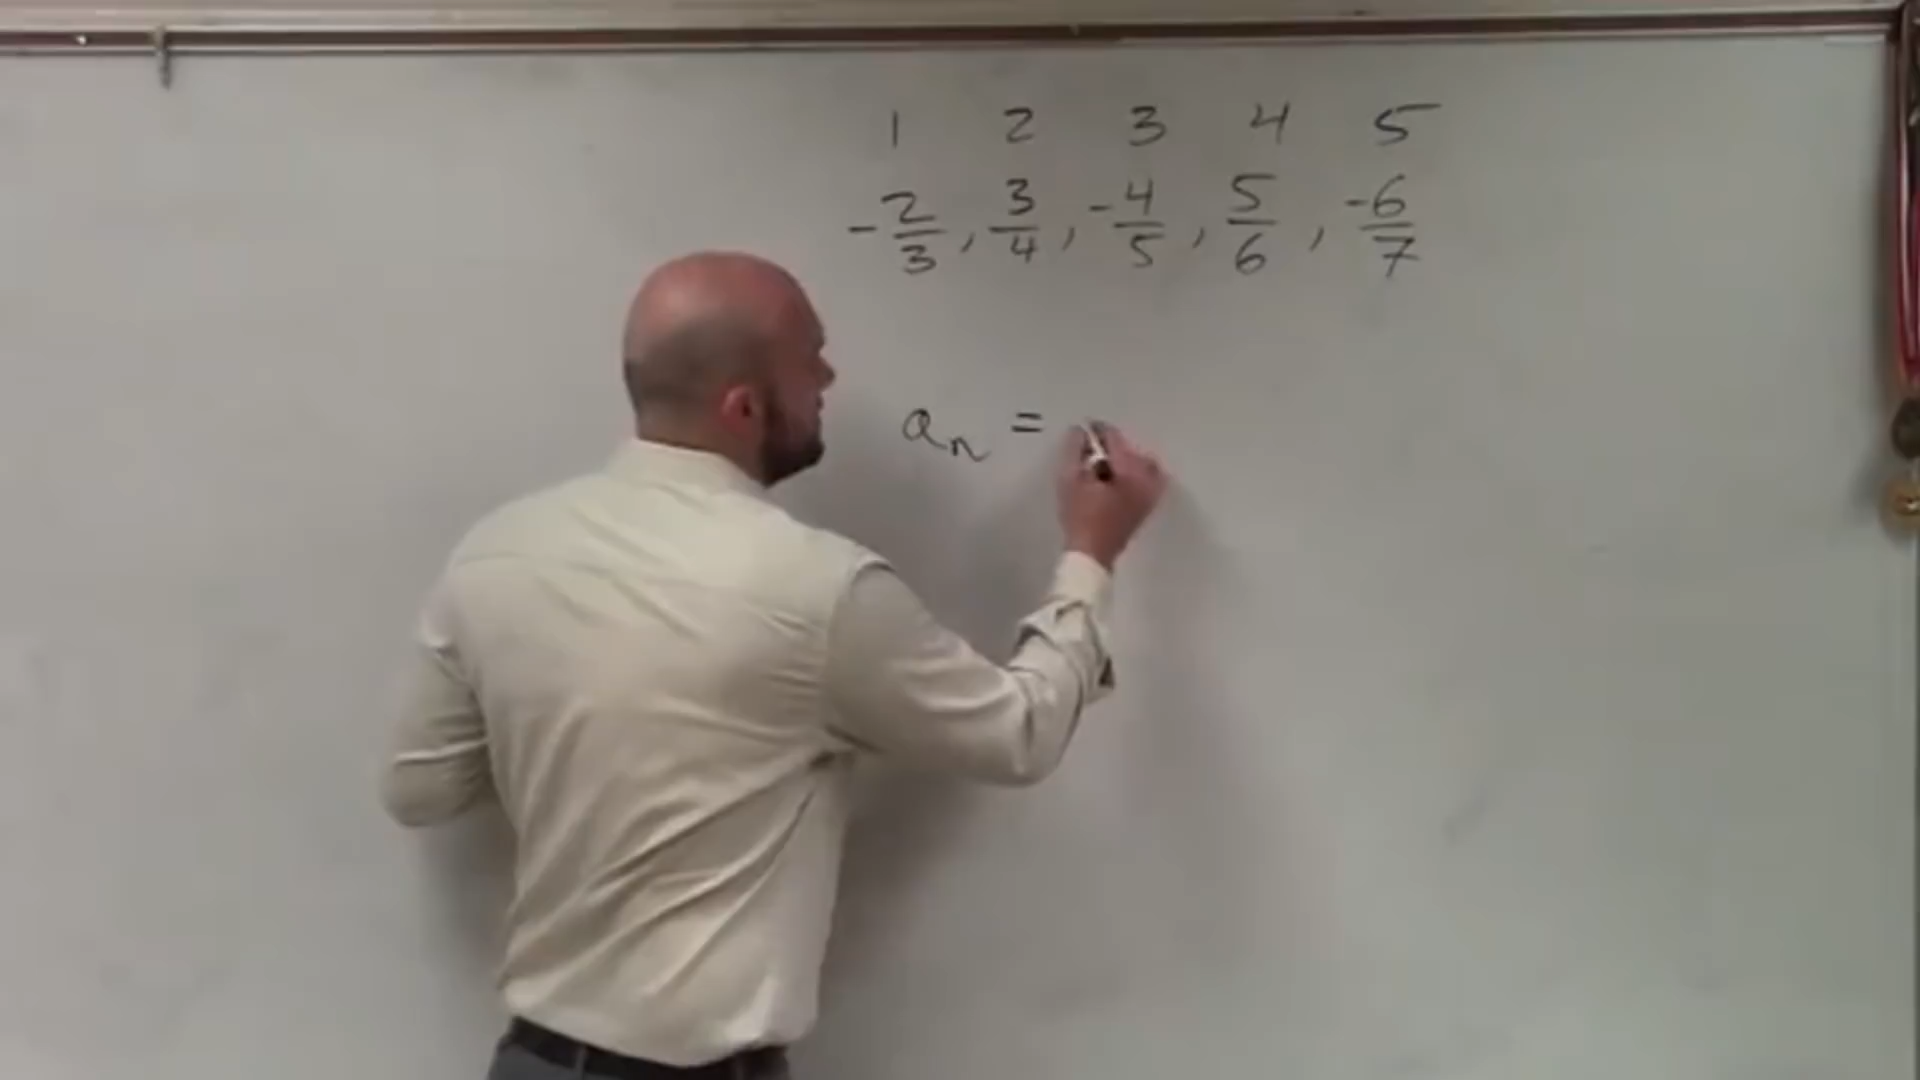 1 2 3 4 5
-2/3, 3/4, -4/5, 5/6, -6/7
aₙ =